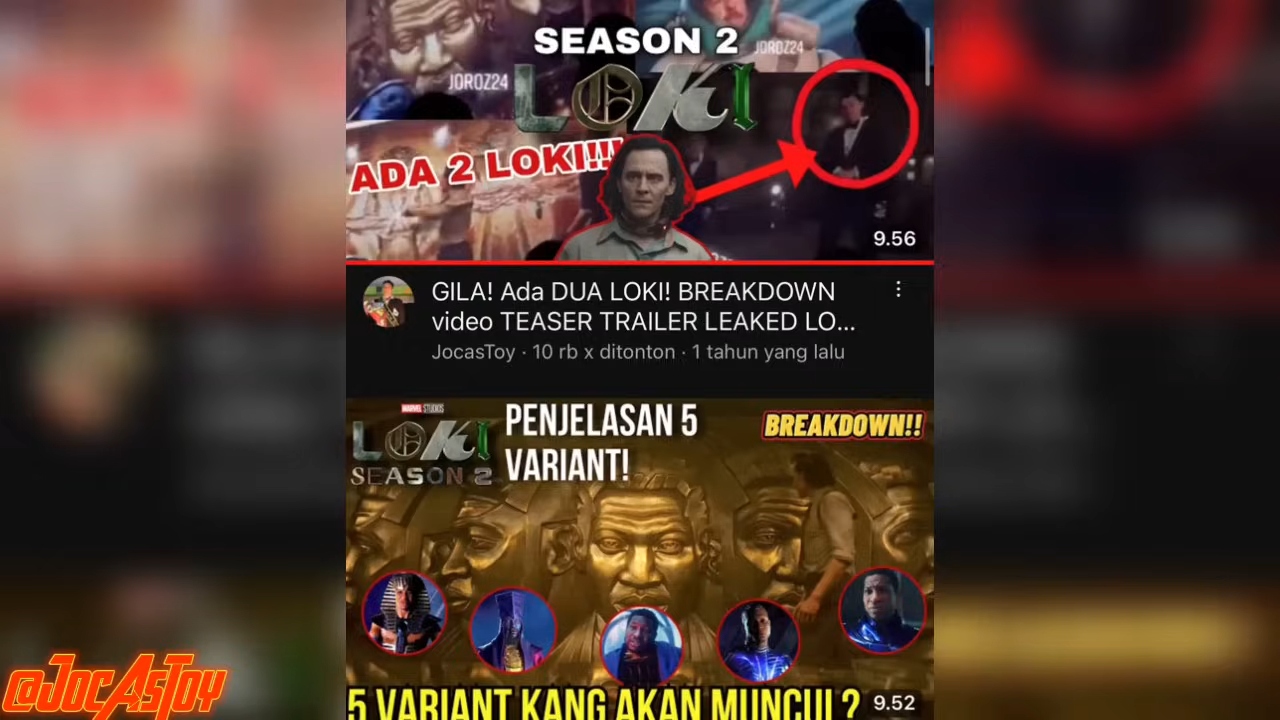 SEASON 2
JOROZ24
JOROZ24
LOKI
ADA 2 LOKI!!!
9.56
GILA! Ada DUA LOKI! BREAKDOWN
video TEASER TRAILER LEAKED LO...
JocasToy · 10 rb x ditonton · 1 tahun yang lalu
MARVEL STUDIOS
LOKI
SEASON 2
PENJELASAN 5
VARIANT!
BREAKDOWN!!
5 VARIANT KANG AKAN MUNCUL?
9.52
@JocAsToy